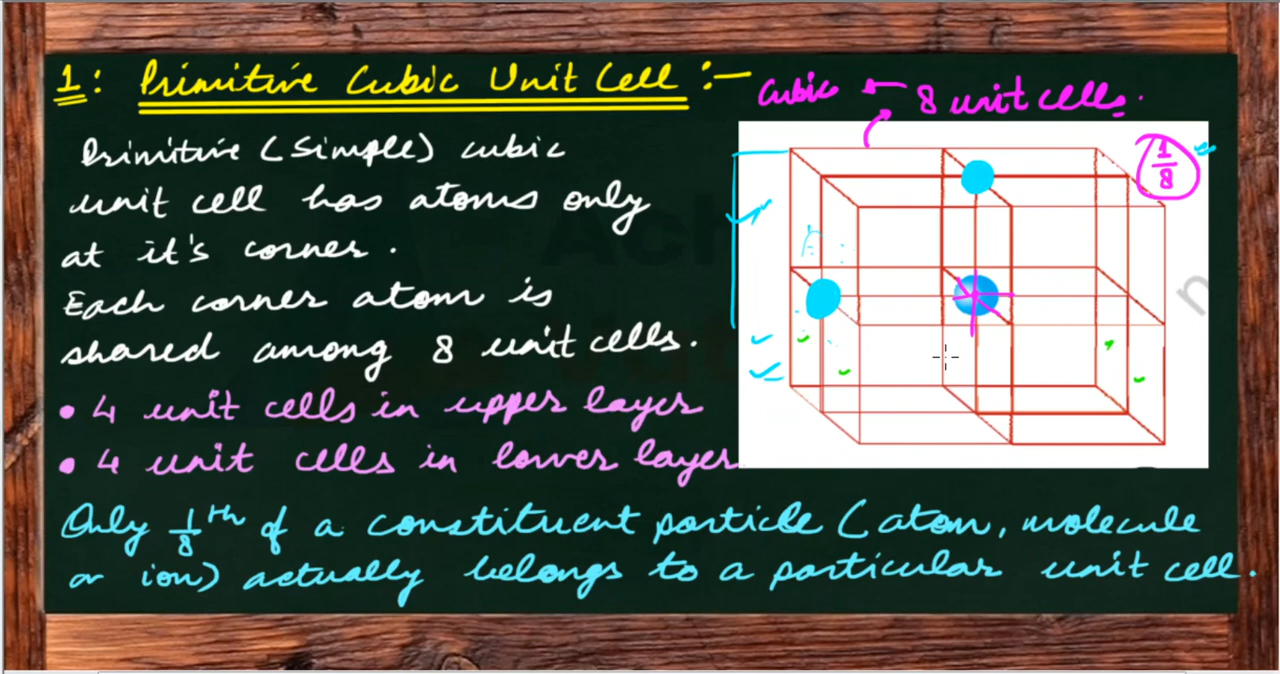 1: Primitive Cubic Unit Cell :-
Cubic ← 8 unit cells.
Primitive (Simple) cubic
unit cell has atoms only
at it's corner.
Each corner atom is
shared among 8 unit cells.
• 4 unit cells in upper layer
• 4 unit cells in lower layer
1/8
Only 1/8th of a constituent particle (atom, molecule
or ion) actually belongs to a particular unit cell.